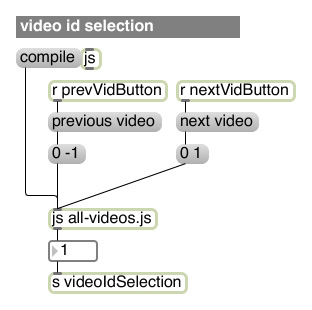 video id selection
compile js
r prevVidButton r nextVidButton
previous video next video
0 -1 0 1
js all-videos.js
1
s videoIdSelection